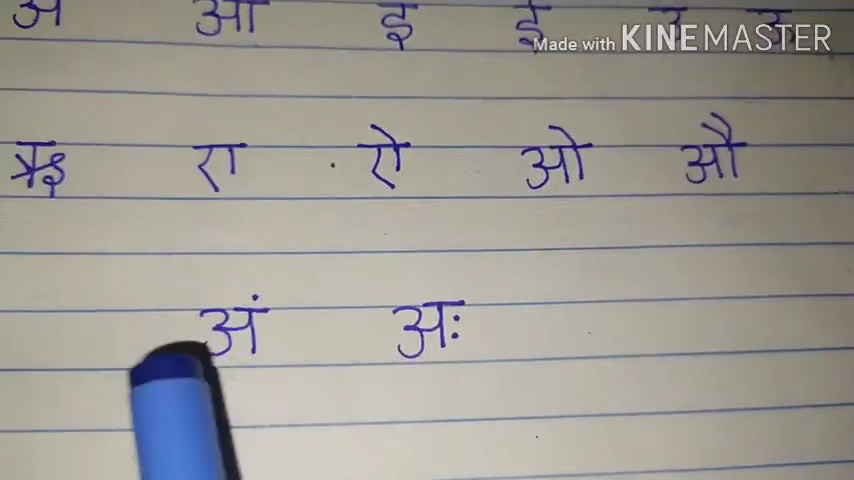 अ आ इ ई उ ऊ
Made with KINEMASTER
ऋ ए ऐ ओ औ
अं अः